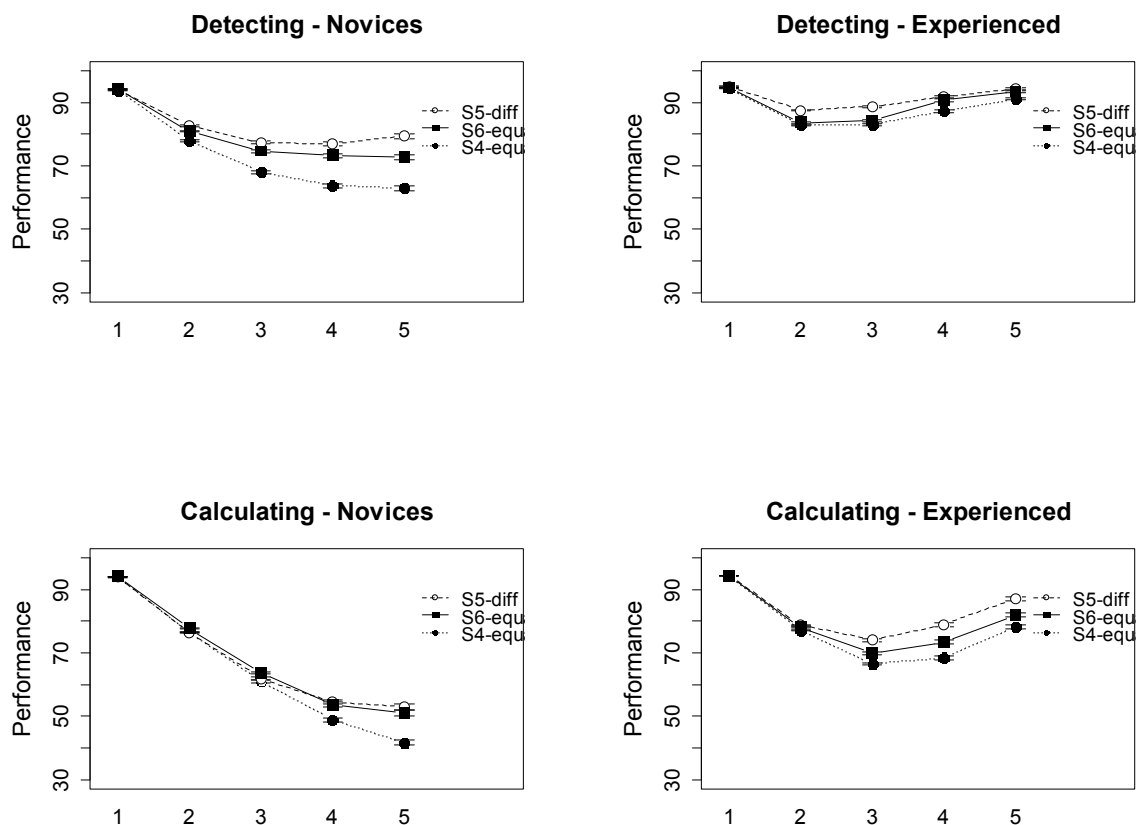 Detecting - Novices
Performance
90
70
50
30
S5-diff
S6-equ
S4-equ
1 2 3 4 5
Detecting - Experienced
Performance
90
70
50
30
S5-diff
S6-equ
S4-equ
1 2 3 4 5
Calculating - Novices
Performance
90
70
50
30
S5-diff
S6-equ
S4-equ
1 2 3 4 5
Calculating - Experienced
Performance
90
70
50
30
S5-diff
S6-equ
S4-equ
1 2 3 4 5